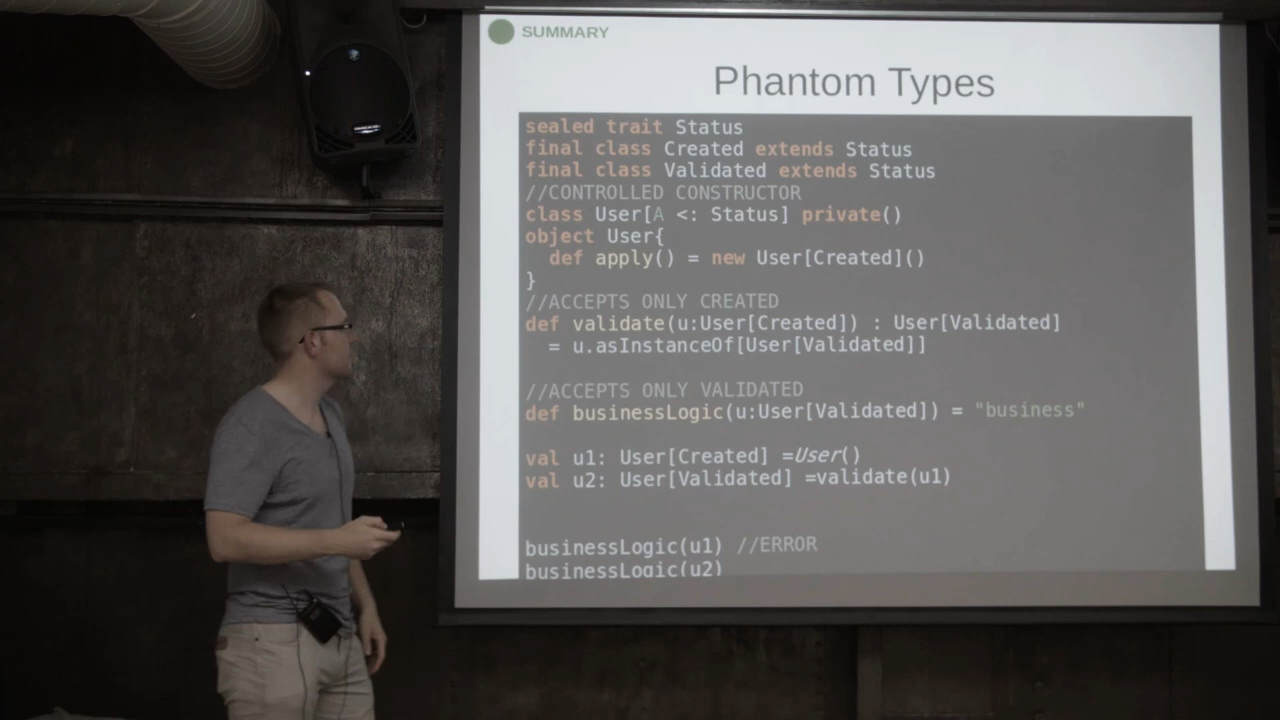 SUMMARY
Phantom Types
sealed trait Status
final class Created extends Status
final class Validated extends Status
//CONTROLLED CONSTRUCTOR
class User[A <: Status] private()
object User{
  def apply() = new User[Created]()
}
//ACCEPTS ONLY CREATED
def validate(u:User[Created]) : User[Validated]
  = u.asInstanceOf[User[Validated]]
//ACCEPTS ONLY VALIDATED
def businessLogic(u:User[Validated]) = "business"
val u1: User[Created] =User()
val u2: User[Validated] =validate(u1)
businessLogic(u1) //ERROR
businessLogic(u2)